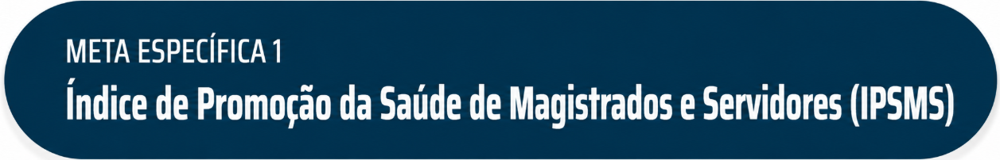 META ESPECÍFICA 1
Índice de Promoção da Saúde de Magistrados e Servidores (IPSMS)